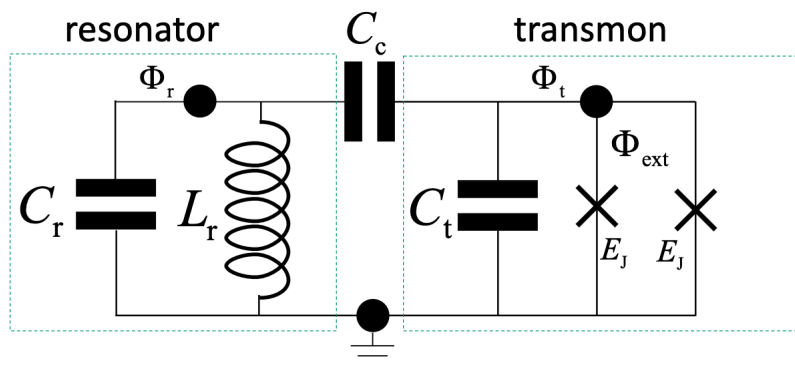 resonator
C_c
transmon
Φ_r
Φ_t
Φ_ext
C_r
L_r
C_t
E_J
E_J